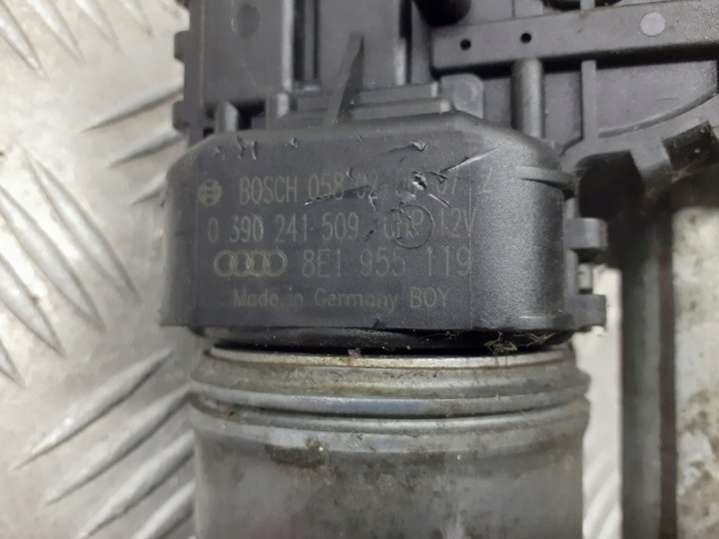 BOSCH
0 390 241 509 12V
8E1 955 119
Made in Germany BOY